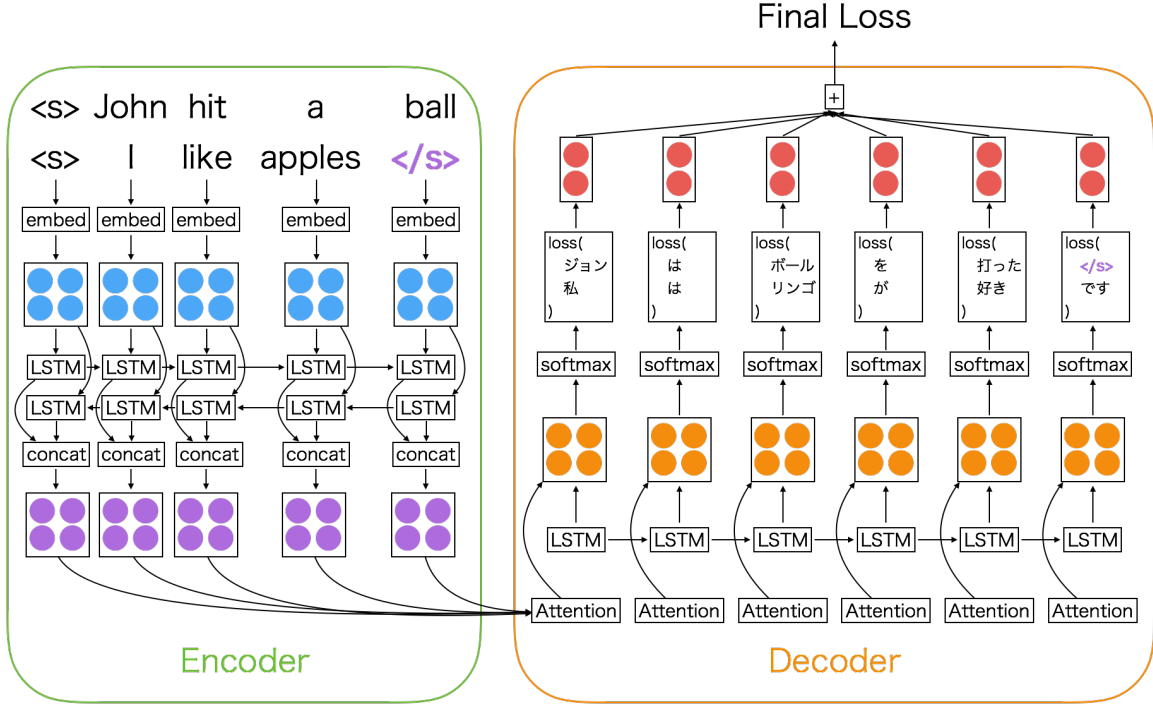 Final Loss
+
<s> John hit a ball
<s> I like apples </s>
embed embed embed embed embed
LSTM LSTM LSTM LSTM LSTM
LSTM LSTM LSTM LSTM LSTM
concat concat concat concat concat
Encoder
loss( loss( loss( loss( loss( loss(
ジョン は ボール を 打った </s>
私 は リンゴ が 好き です
) ) ) ) ) )
softmax softmax softmax softmax softmax softmax
LSTM LSTM LSTM LSTM LSTM LSTM
Attention Attention Attention Attention Attention Attention
Decoder